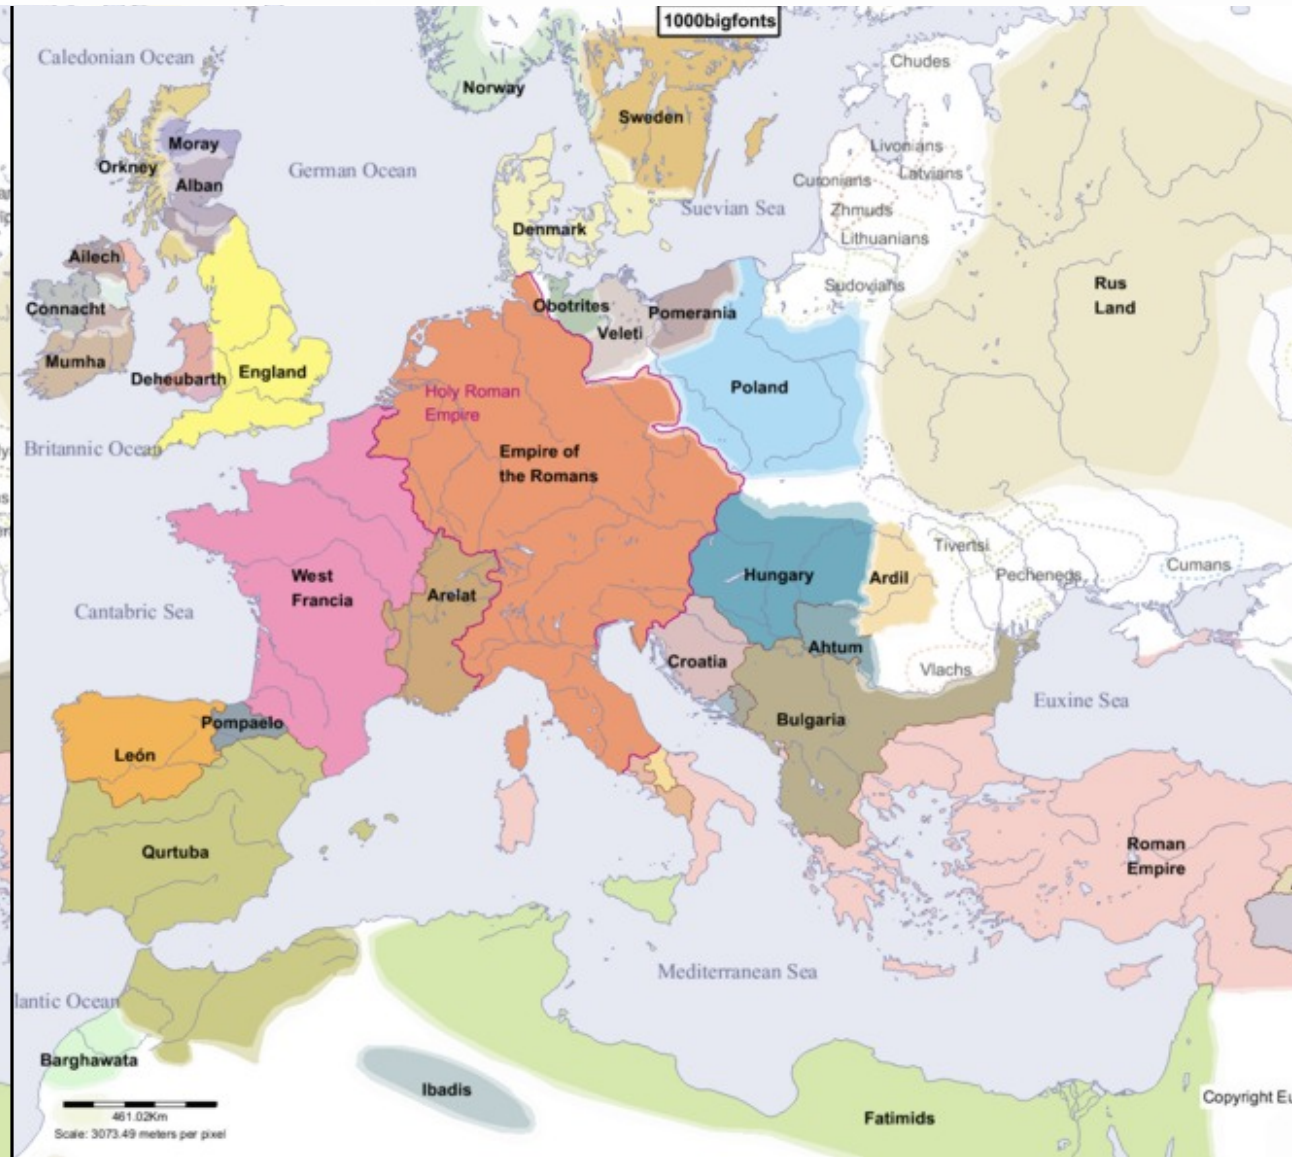 1000bigfonts
Caledonian Ocean
Norway
Chudes
Sweden
Moray
Orkney
Alban
German Ocean
Livonians
Latvians
Curonians
Zhmuds
Suevian Sea
Lithuanians
Denmark
Ailech
Sudovians
Rus
Land
Connacht
Obotrites
Pomerania
Veleti
Mumha
Deheubarth
England
Poland
Holy Roman
Empire
Britannic Ocean
Empire of
the Romans
Tivertsi
Cumans
West
Francia
Hungary
Ardil
Pechenegs
Arelat
Cantabric Sea
Ahtum
Croatia
Vlachs
Euxine Sea
Pompaelo
Bulgaria
León
Qurtuba
Roman
Empire
Mediterranean Sea
lantic Ocean
Barghawata
Ibadis
Fatimids
Copyright Eu
461.02Km
Scale: 3073.49 meters per pixel